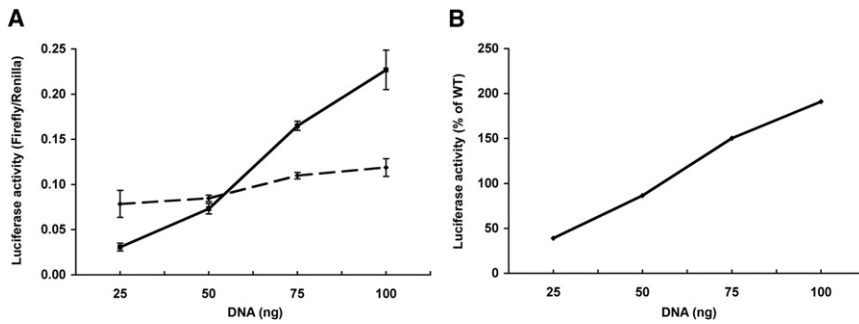 A
Luciferase activity (Firefly/Renilla)
0.25
0.20
0.15
0.10
0.05
0.00
25 50 75 100
DNA (ng)
B
Luciferase activity (% of WT)
250
200
150
100
50
0
25 50 75 100
DNA (ng)